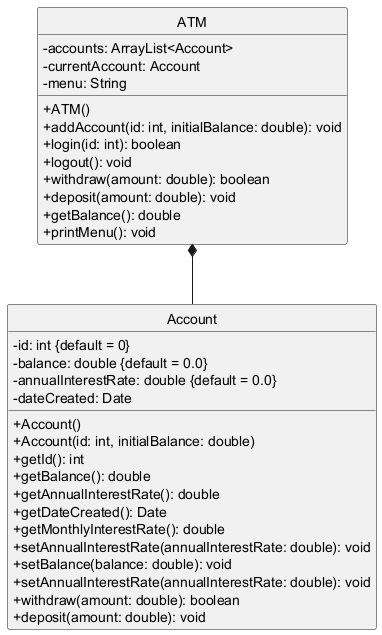 ATM
-accounts: ArrayList<Account>
-currentAccount: Account
-menu: String
+ATM()
+addAccount(id: int, initialBalance: double): void
+login(id: int): boolean
+logout(): void
+withdraw(amount: double): boolean
+deposit(amount: double): void
+getBalance(): double
+printMenu(): void
Account
-id: int {default = 0}
-balance: double {default = 0.0}
-annualInterestRate: double {default = 0.0}
-dateCreated: Date
+Account()
+Account(id: int, initialBalance: double)
+getId(): int
+getBalance(): double
+getAnnualInterestRate(): double
+getDateCreated(): Date
+getMonthlyInterestRate(): double
+setAnnualInterestRate(annualInterestRate: double): void
+setBalance(balance: double): void
+setAnnualInterestRate(annualInterestRate: double): void
+withdraw(amount: double): boolean
+deposit(amount: double): void